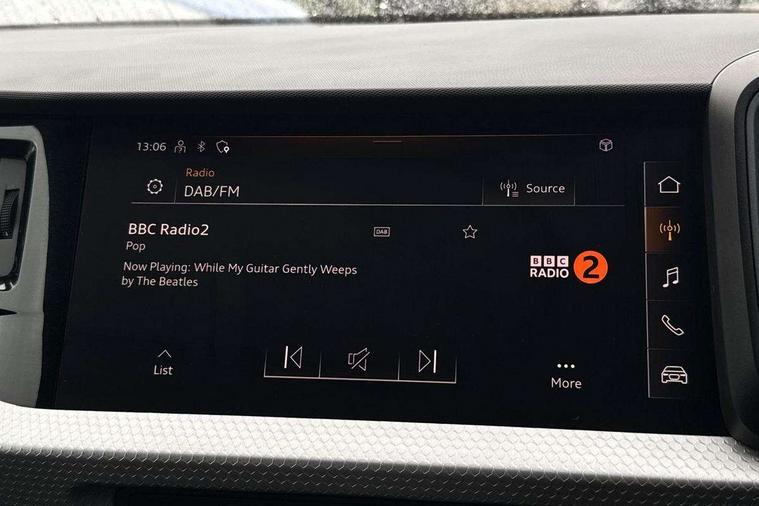 13:06
Radio
DAB/FM
Source
BBC Radio2
DAB
Pop
Now Playing: While My Guitar Gently Weeps
by The Beatles
BBC
RADIO 2
List
More